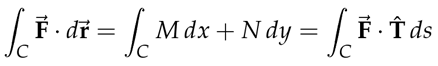 ∫_C F⃗ · dr⃗ = ∫_C M dx + N dy = ∫_C F⃗ · T̂ ds